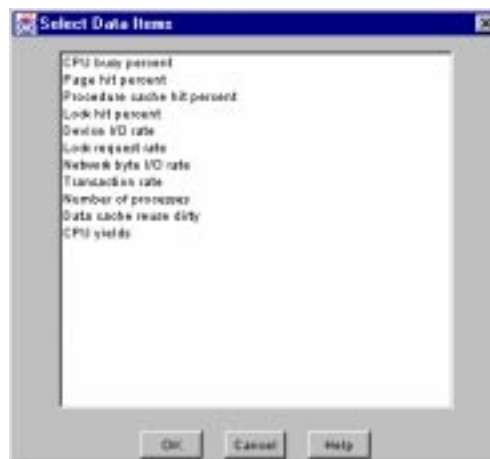 Select Data Items
CPU busy percent
Page hit percent
Procedure cache hit percent
Lock hit percent
Device I/O rate
Lock request rate
Network byte I/O rate
Transaction rate
Number of processes
Data cache reuse dirty
CPU yields
OK Cancel Help